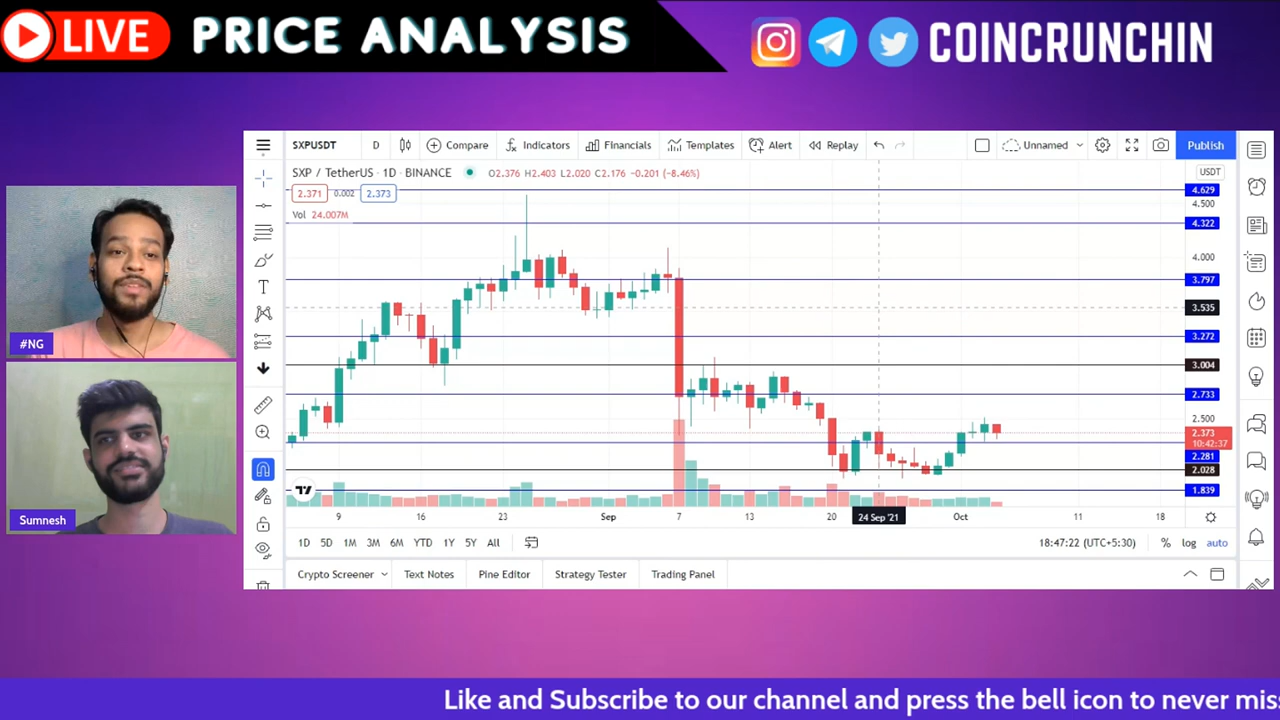 LIVE PRICE ANALYSIS COINCRUNCHIN
SXPUSDT D Compare Indicators Financials Templates Alert Replay Unnamed Publish
SXP / TetherUS · 1D · BINANCE O2.376 H2.403 L2.020 C2.176 −0.201 (−8.46%) USDT
2.371 0.002 2.373
Vol 24.007M
4.629
4.500
4.322
4.000
3.797
3.535
3.272
3.004
2.733
2.500
2.373
10:42:37
2.281
2.028
1.839
#NG
Sumnesh
9 16 23 Sep 7 13 20 24 Sep '21 Oct 11 18
1D 5D 1M 3M 6M YTD 1Y 5Y All 18:47:22 (UTC+5:30) % log auto
Crypto Screener Text Notes Pine Editor Strategy Tester Trading Panel
Like and Subscribe to our channel and press the bell icon to never mis